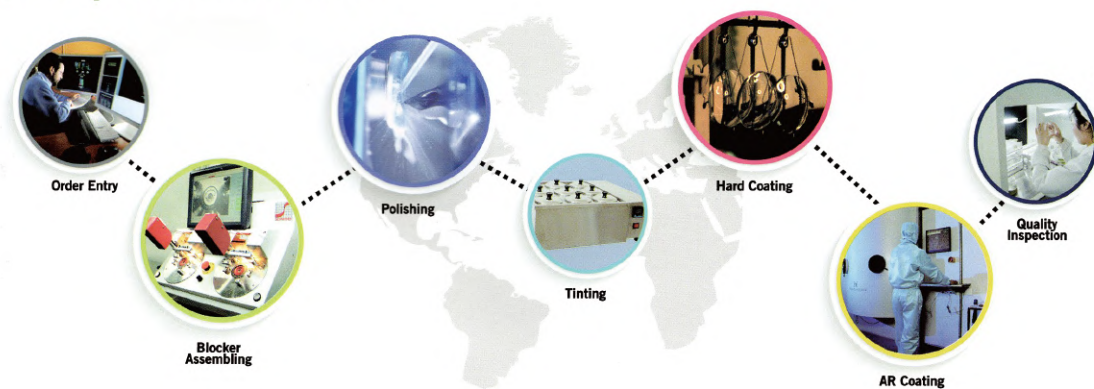 Order Entry
Blocker
Assembling
Polishing
Tinting
Hard Coating
AR Coating
Quality
Inspection